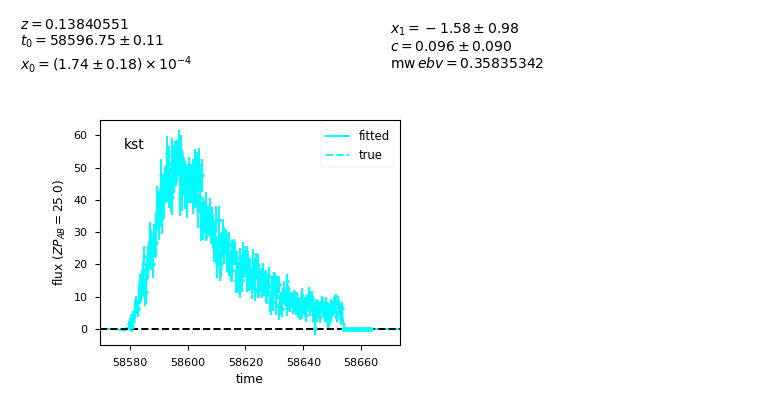 z = 0.13840551
t₀ = 58596.75 ± 0.11
x₀ = (1.74 ± 0.18) × 10⁻⁴
x₁ = −1.58 ± 0.98
c = 0.096 ± 0.090
mw ebv = 0.35835342
kst
fitted
true
60
50
40
30
20
10
0
flux (ZP_AB = 25.0)
58580 58600 58620 58640 58660
time